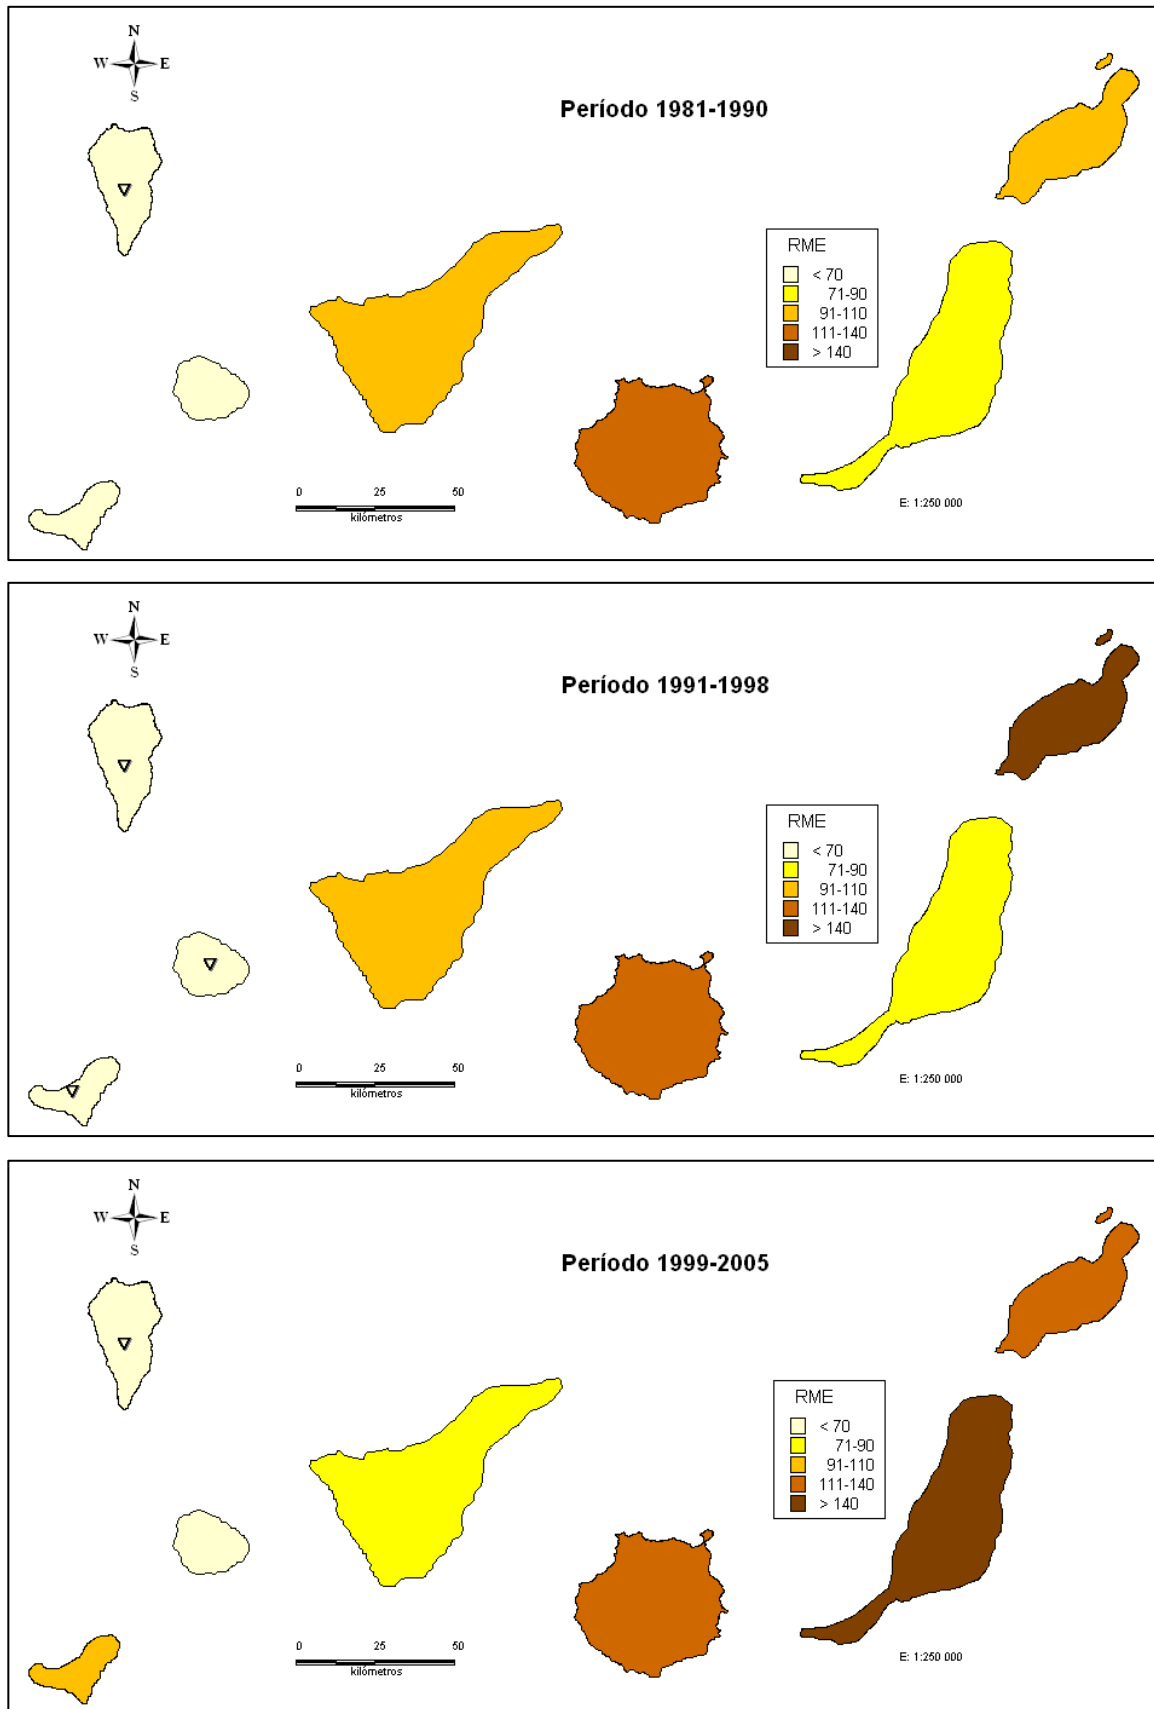 N
W E
S
Período 1981-1990
RME
< 70
71-90
91-110
111-140
> 140
0 25 50
kilómetros
E: 1:250 000
N
W E
S
Período 1991-1998
RME
< 70
71-90
91-110
111-140
> 140
0 25 50
kilómetros
E: 1:250 000
N
W E
S
Período 1999-2005
RME
< 70
71-90
91-110
111-140
> 140
0 25 50
kilómetros
E: 1:250 000